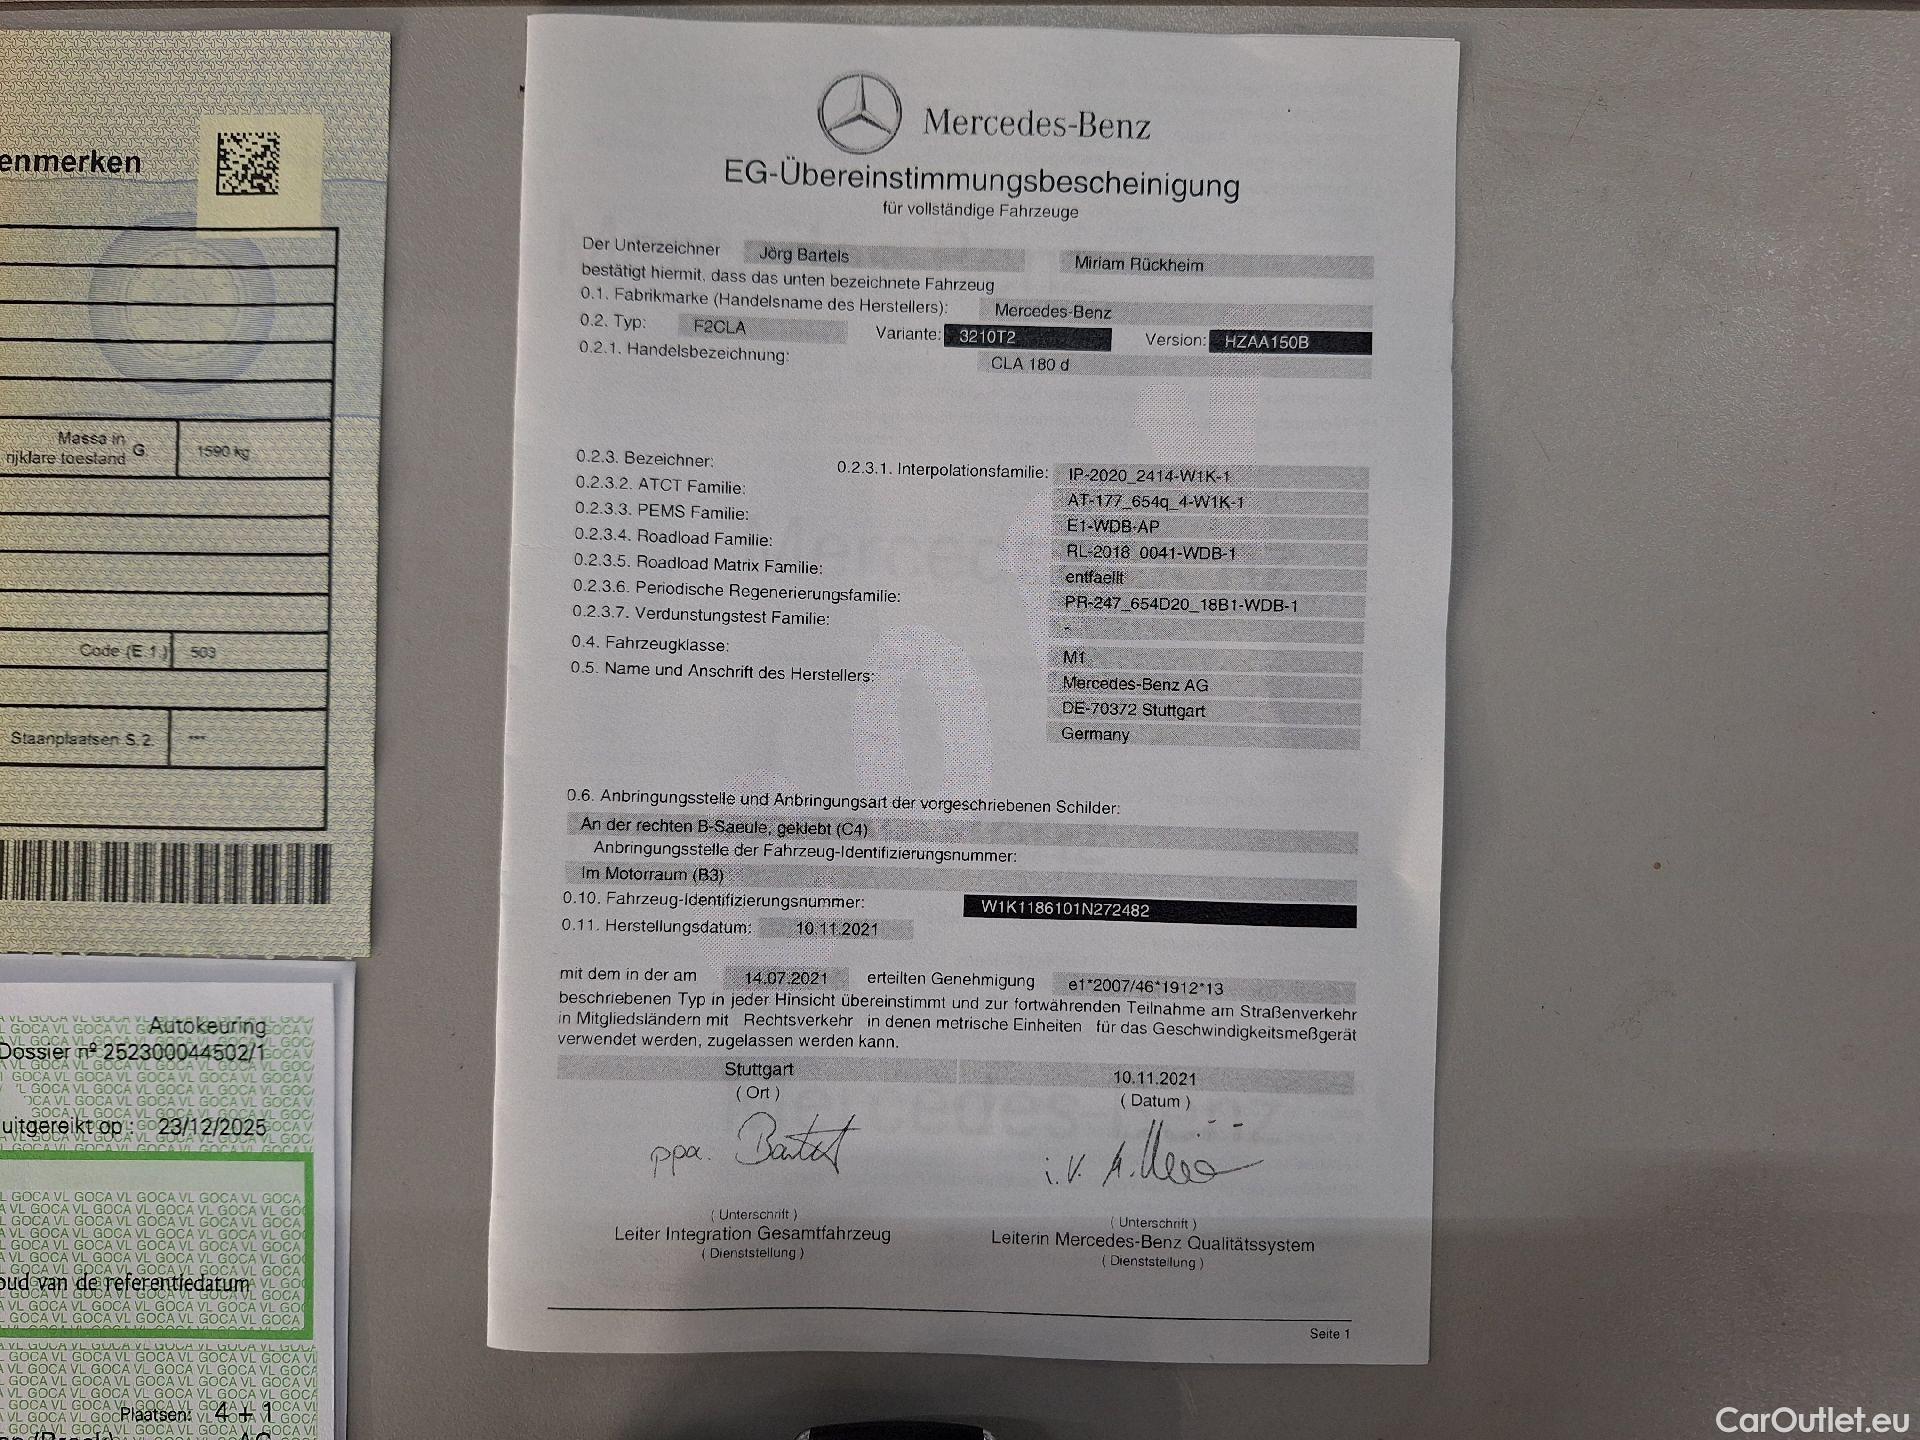 enmerken
Massa in
rijklare toestand
G.
1590 kg
Code (E.1.)
503
Staanplaatsen S.2.
---
Autokeuring
Dossier nº 252300044502/1
uitgereikt op : 23/12/2025
oud van de referentiedatum
Plaatsen: 4 + 1
Mercedes-Benz
EG-Übereinstimmungsbescheinigung
für vollständige Fahrzeuge
Der Unterzeichner Jörg Bartels Miriam Rückheim
bestätigt hiermit, dass das unten bezeichnete Fahrzeug
0.1. Fabrikmarke (Handelsname des Herstellers): Mercedes-Benz
0.2. Typ: F2CLA Variante: 3210T2 Version: HZAA150B
0.2.1. Handelsbezeichnung: CLA 180 d
0.2.3. Bezeichner: 0.2.3.1. Interpolationsfamilie: IP-2020_2414-W1K-1
0.2.3.2. ATCT Familie: AT-177_654q_4-W1K-1
0.2.3.3. PEMS Familie: E1-WDB-AP
0.2.3.4. Roadload Familie: RL-2018_0041-WDB-1
0.2.3.5. Roadload Matrix Familie: entfaellt
0.2.3.6. Periodische Regenerierungsfamilie: PR-247_654D20_18B1-WDB-1
0.2.3.7. Verdunstungstest Familie: -
0.4. Fahrzeugklasse: M1
0.5. Name und Anschrift des Herstellers: Mercedes-Benz AG
DE-70372 Stuttgart
Germany
0.6. Anbringungsstelle und Anbringungsart der vorgeschriebenen Schilder:
An der rechten B-Saeule, geklebt (C4)
Anbringungsstelle der Fahrzeug-Identifizierungsnummer:
Im Motorraum (B3)
0.10. Fahrzeug-Identifizierungsnummer: W1K1186101N272482
0.11. Herstellungsdatum: 10.11.2021
mit dem in der am 14.07.2021 erteilten Genehmigung e1*2007/46*1912*13
beschriebenen Typ in jeder Hinsicht übereinstimmt und zur fortwährenden Teilnahme am Straßenverkehr
in Mitgliedsländern mit Rechtsverkehr in denen metrische Einheiten für das Geschwindigkeitsmeßgerät
verwendet werden, zugelassen werden kann.
Stuttgart 10.11.2021
( Ort ) ( Datum )
ppa. i.V.
( Unterschrift ) ( Unterschrift )
Leiter Integration Gesamtfahrzeug Leiterin Mercedes-Benz Qualitätssystem
( Dienststellung ) ( Dienststellung )
Seite 1
CarOutlet.eu